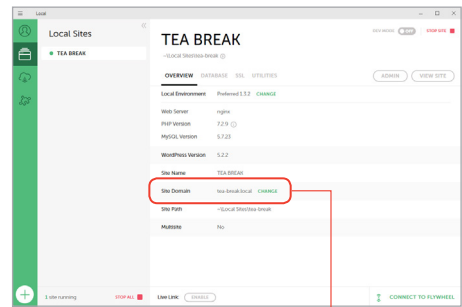 Local
Local Sites
TEA BREAK
TEA BREAK
~\Local Sites\tea-break
DEV MODE OFF
STOP SITE
OVERVIEW DATABASE SSL UTILITIES
ADMIN
VIEW SITE
Local Environment Preferred 1.3.2 CHANGE
Web Server nginx
PHP Version 7.2.9
MySQL Version 5.7.23
WordPress Version 5.2.2
Site Name TEA BREAK
Site Domain tea-break.local CHANGE
Site Path ~\Local Sites\tea-break
Multisite No
1 site running STOP ALL
Live Link ENABLE
CONNECT TO FLYWHEEL